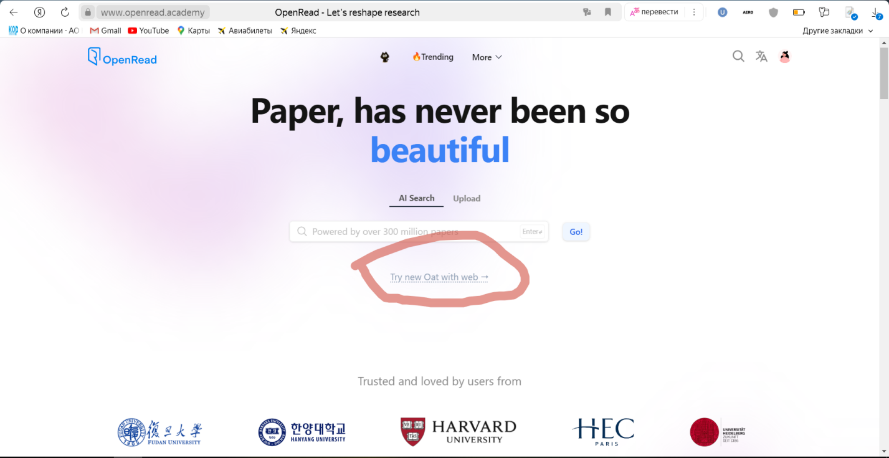 www.openread.academy OpenRead - Let's reshape research перевести
О компании - АО Gmail YouTube Карты Авиабилеты Яндекс Другие закладки
OpenRead 🔥Trending More
Paper, has never been so
beautiful
AI Search Upload
Powered by over 300 million papers Enter Go!
Try new Oat with web →
Trusted and loved by users from
復旦大學 한양대학교 HARVARD HEC UNIVERSITÄT
FUDAN UNIVERSITY HANYANG UNIVERSITY UNIVERSITY PARIS HEIDELBERG